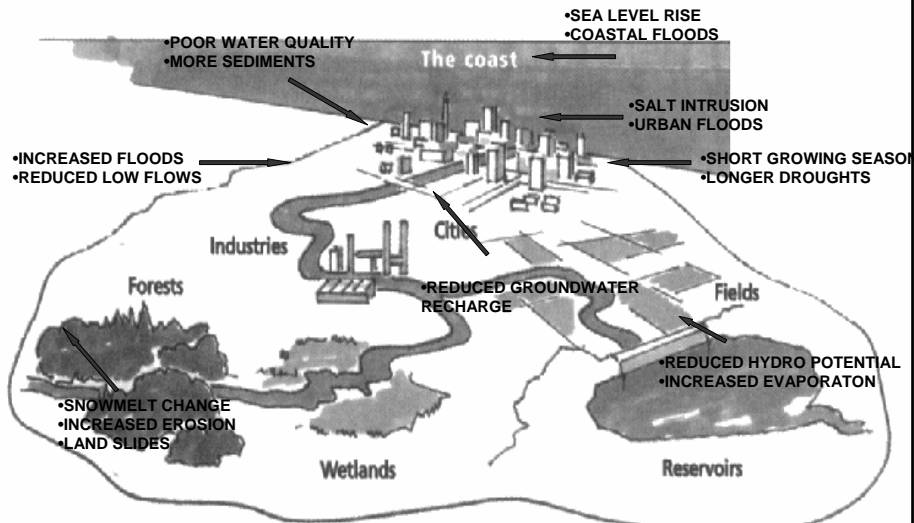 •SEA LEVEL RISE
•COASTAL FLOODS
•POOR WATER QUALITY
•MORE SEDIMENTS
The coast
•SALT INTRUSION
•URBAN FLOODS
•INCREASED FLOODS
•REDUCED LOW FLOWS
•SHORT GROWING SEASON
•LONGER DROUGHTS
Cities
Industries
•REDUCED GROUNDWATER
RECHARGE
Forests
Fields
•REDUCED HYDRO POTENTIAL
•INCREASED EVAPORATON
•SNOWMELT CHANGE
•INCREASED EROSION
•LAND SLIDES
Wetlands
Reservoirs